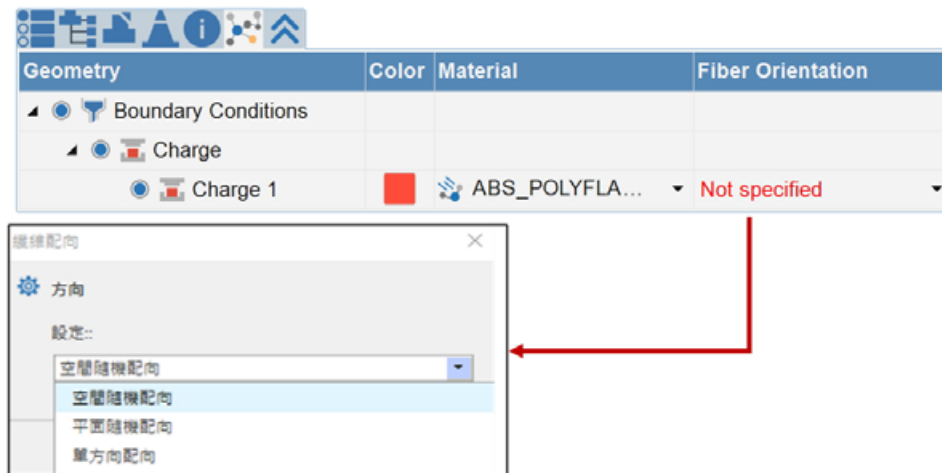 Geometry Color Material Fiber Orientation
Boundary Conditions
Charge
Charge 1 ABS_POLYFLA... Not specified
纖維配向
方向
設定::
空間隨機配向
空間隨機配向
平面隨機配向
單方向配向